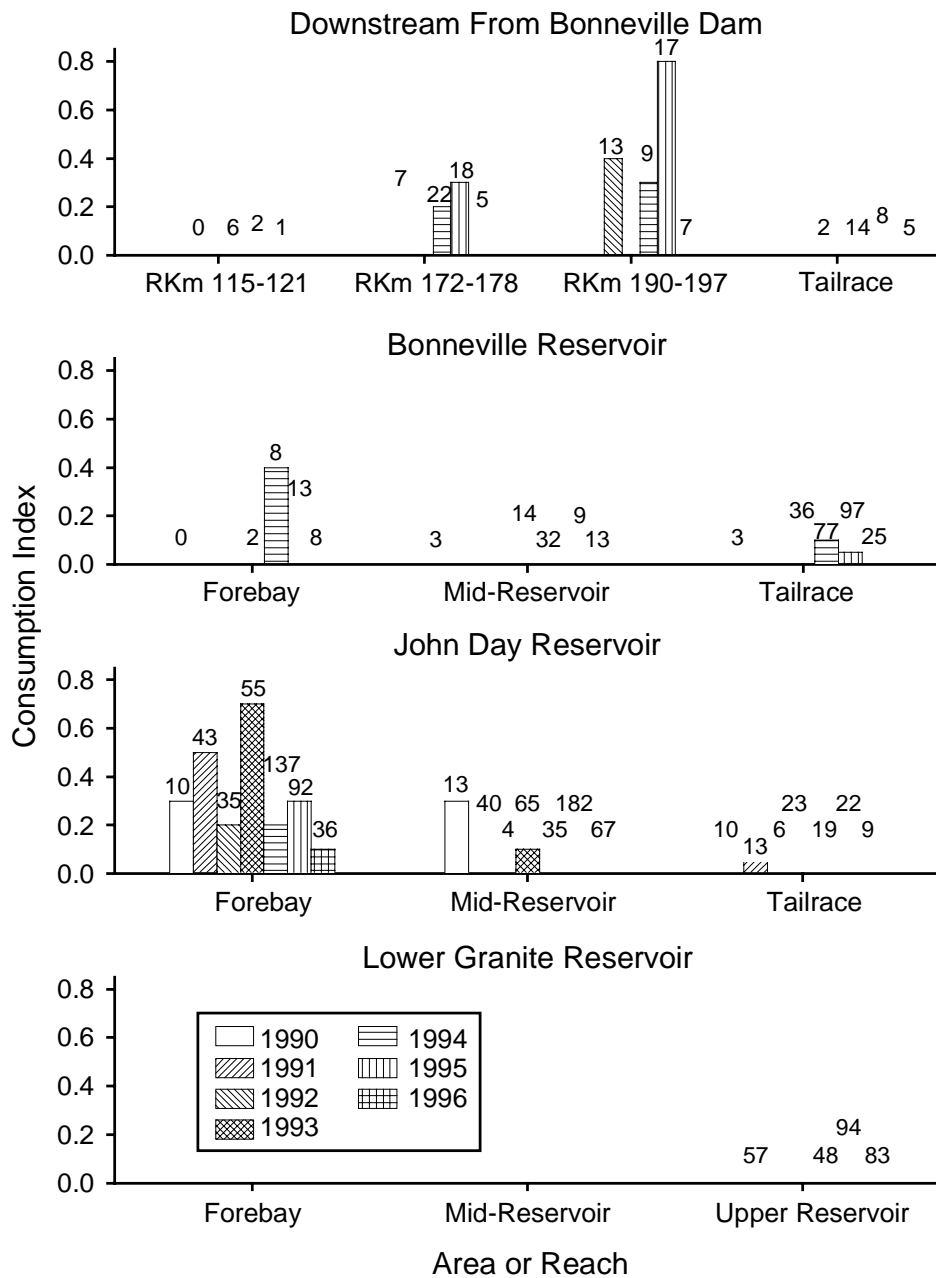 Downstream From Bonneville Dam
0.8
0.6
0.4
0.2
0.0
0 6 2 1
7 22 18 5
13 9 17 7
2 14 8 5
RKm 115-121 RKm 172-178 RKm 190-197 Tailrace
Bonneville Reservoir
0.8
0.6
0.4
0.2
0.0
0 2 8 13 8
3 14 32 9 13
3 36 77 97 25
Forebay Mid-Reservoir Tailrace
Consumption Index
John Day Reservoir
0.8
0.6
0.4
0.2
0.0
10 43 35 55 137 92 36
13 40 4 65 35 182 67
10 13 6 23 19 22 9
Forebay Mid-Reservoir Tailrace
Lower Granite Reservoir
0.8
0.6
0.4
0.2
0.0
1990 1994
1991 1995
1992 1996
1993
57 48 94 83
Forebay Mid-Reservoir Upper Reservoir
Area or Reach